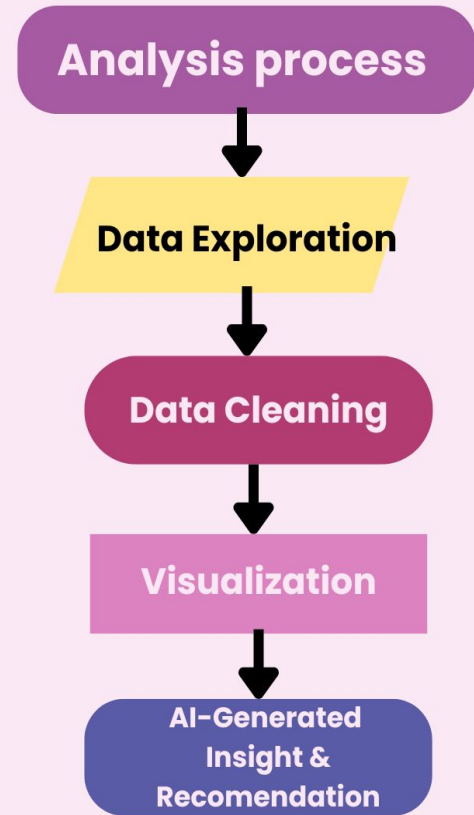 Analysis process
Data Exploration
Data Cleaning
Visualization
AI-Generated
Insight &
Recomendation